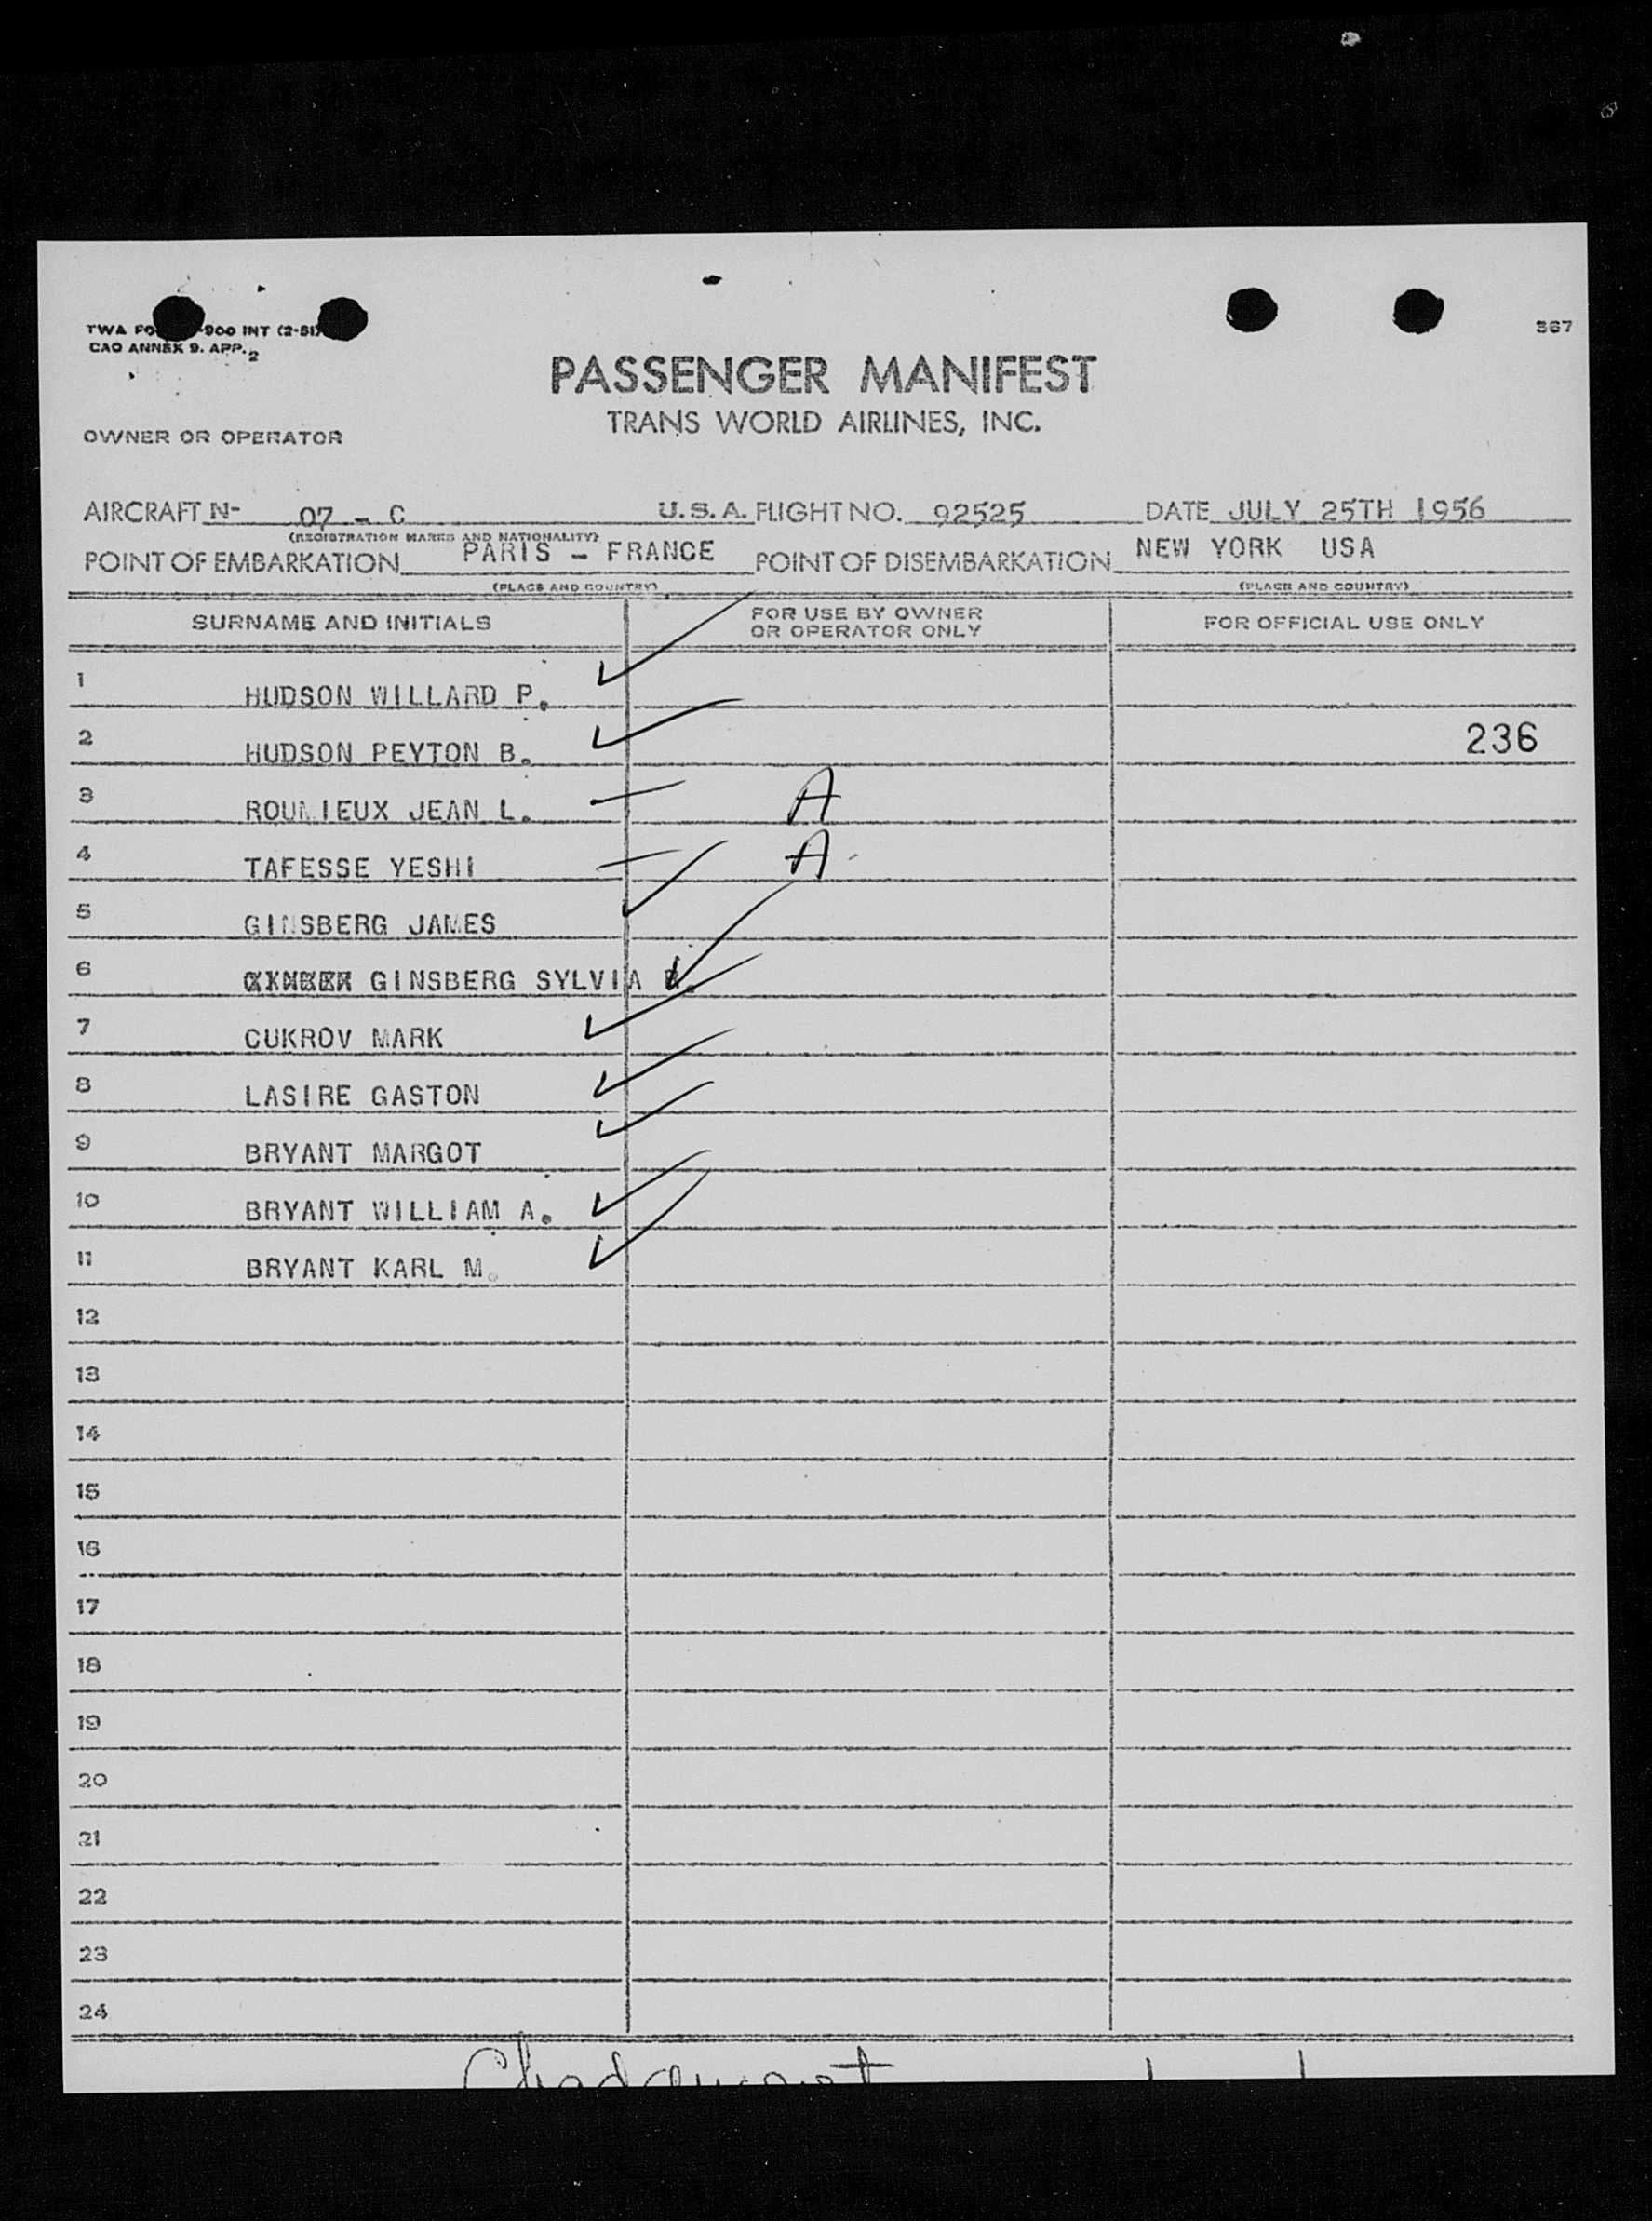 TWA FO -900 INT (2-51)
CAO ANNEX 9. APP. 2
367
PASSENGER MANIFEST
TRANS WORLD AIRLINES, INC.
OWNER OR OPERATOR
AIRCRAFT N- 07 - C U.S.A. FLIGHT NO. 92525 DATE JULY 25TH 1956
(REGISTRATION MARKS AND NATIONALITY)
POINT OF EMBARKATION PARIS - FRANCE POINT OF DISEMBARKATION NEW YORK USA
(PLACE AND COUNTRY) (PLACE AND COUNTRY)
SURNAME AND INITIALS FOR USE BY OWNER OR OPERATOR ONLY FOR OFFICIAL USE ONLY
1 HUDSON WILLARD P.
2 HUDSON PEYTON B. 236
3 ROUMIEUX JEAN L. A
4 TAFESSE YESHI A
5 GINSBERG JAMES
6 GINSBERG SYLVIA
7 CUKROV MARK
8 LASIRE GASTON
9 BRYANT MARGOT
10 BRYANT WILLIAM A.
11 BRYANT KARL M.
12
13
14
15
16
17
18
19
20
21
22
23
24